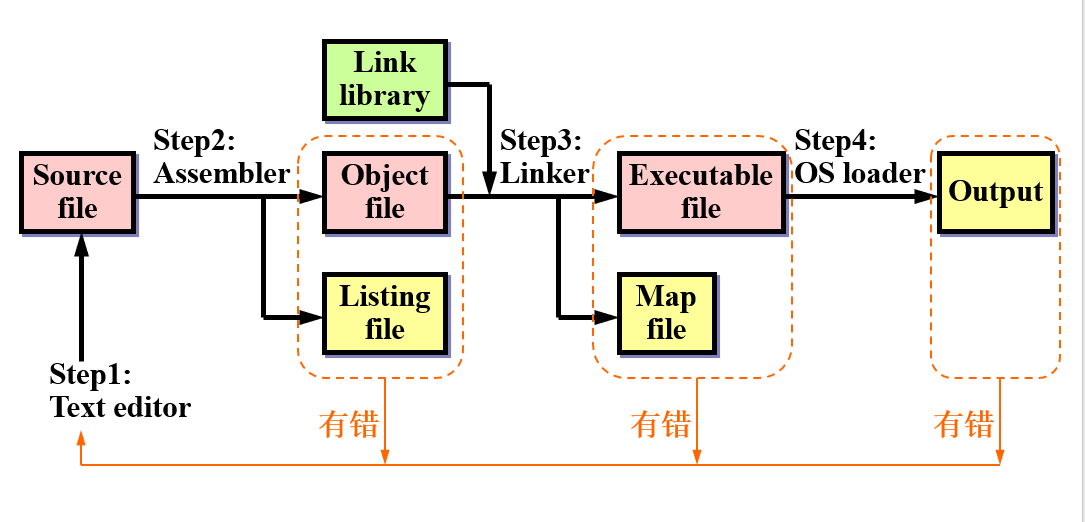 Link
library
Step2:
Assembler
Step3:
Linker
Step4:
OS loader
Source
file
Object
file
Executable
file
Output
Listing
file
Map
file
Step1:
Text editor
有错
有错
有错